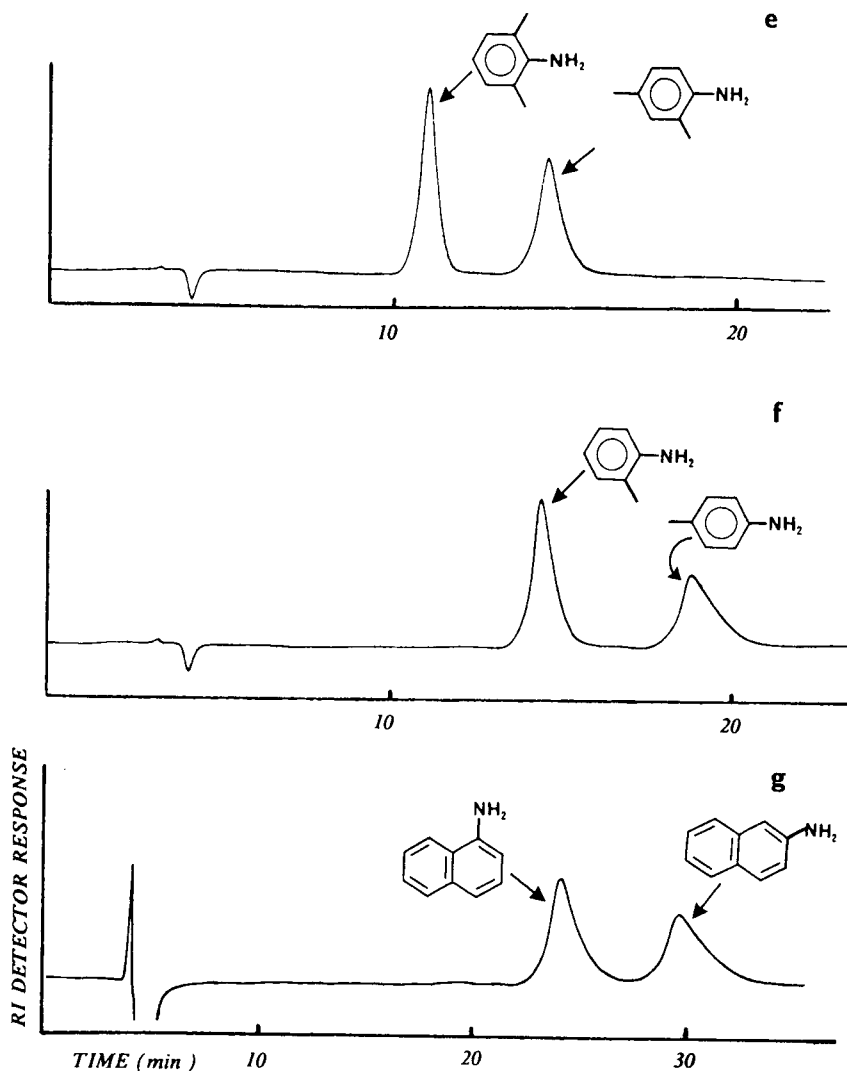 e
NH₂
NH₂
10 20
f
NH₂
NH₂
10 20
g
NH₂
NH₂
RI DETECTOR RESPONSE
TIME (min) 10 20 30